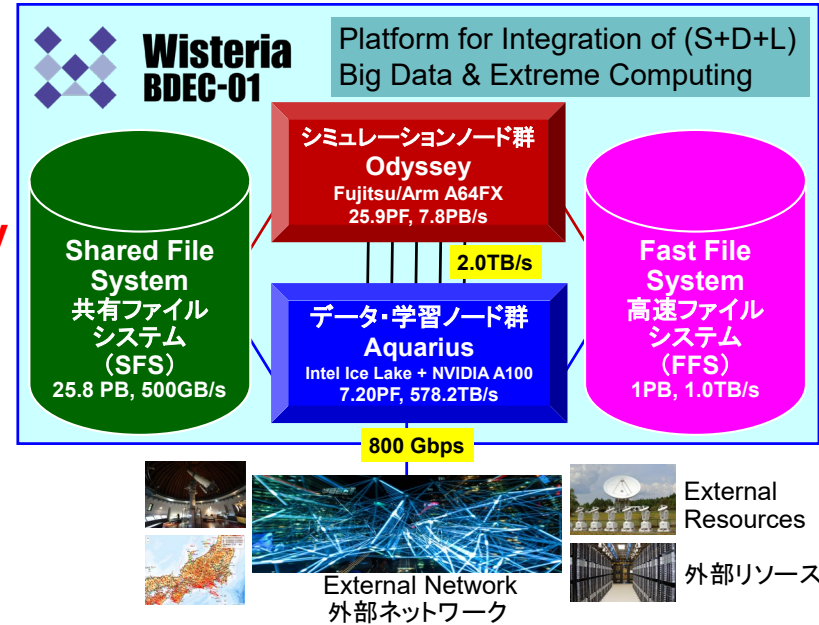 Wisteria
BDEC-01
Platform for Integration of (S+D+L)
Big Data & Extreme Computing
シミュレーションノード群
Odyssey
Fujitsu/Arm A64FX
25.9PF, 7.8PB/s
y
Shared File
System
共有ファイル
システム
(SFS)
25.8 PB, 500GB/s
2.0TB/s
Fast File
System
高速ファイル
システム
(FFS)
1PB, 1.0TB/s
データ・学習ノード群
Aquarius
Intel Ice Lake + NVIDIA A100
7.20PF, 578.2TB/s
800 Gbps
External
Resources
外部リソース
External Network
外部ネットワーク